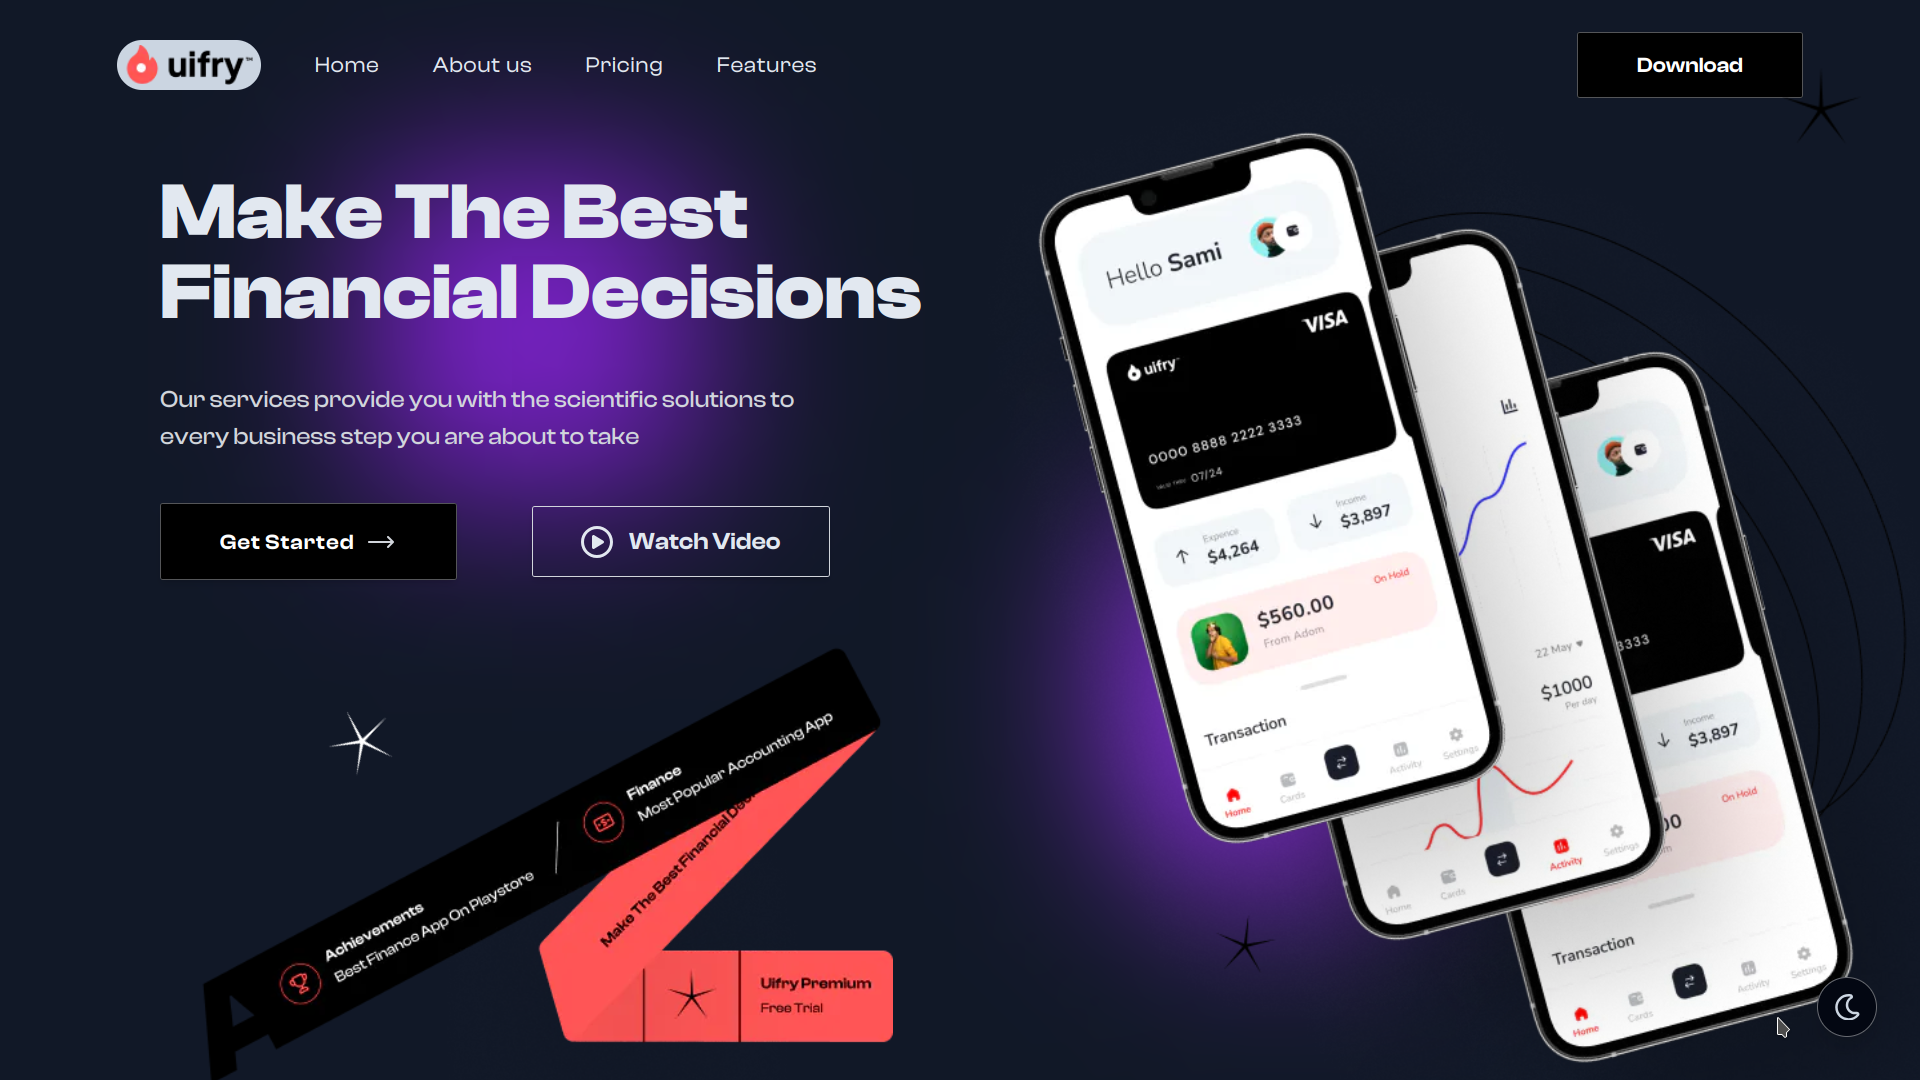 uifry™
Home
About us
Pricing
Features
Download
Make The Best
Financial Decisions
Our services provide you with the scientific solutions to
every business step you are about to take
Get Started
Watch Video
Hello Sami
VISA
uifry
0000 8888 2222 3333
VALID THRU 07/24
Expence
$4,264
Income
$3,897
On Hold
$560.00
From Adom
Transaction
Home
Cards
Activity
Settings
22 May
$1000
Per day
Home
Cards
Activity
Settings
VISA
3333
Income
$3,897
On Hold
Transaction
Home
Cards
Activity
Settings
Achievements
Best Finance App On Playstore
Finance
Most Popular Accounting App
Make The Best Financial
Uifry Premium
Free Trial